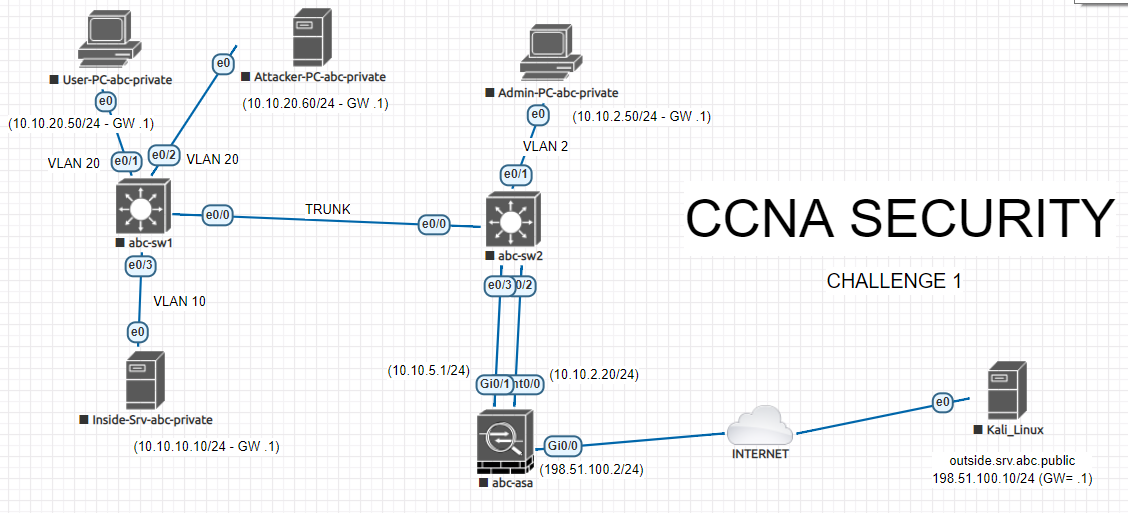 User-PC-abc-private
e0
(10.10.20.50/24 - GW .1)
VLAN 20
e0/1
e0
Attacker-PC-abc-private
(10.10.20.60/24 - GW .1)
e0/2
VLAN 20
Admin-PC-abc-private
e0
(10.10.2.50/24 - GW .1)
VLAN 2
e0/1
abc-sw1
e0/0
TRUNK
e0/0
abc-sw2
CCNA SECURITY
CHALLENGE 1
e0/3
VLAN 10
e0
Inside-Srv-abc-private
(10.10.10.10/24 - GW .1)
e0/3
0/2
(10.10.5.1/24)
Gi0/1
nt0/0
(10.10.2.20/24)
abc-asa
Gi0/0
(198.51.100.2/24)
INTERNET
e0
Kali_Linux
outside.srv.abc.public
198.51.100.10/24 (GW= .1)